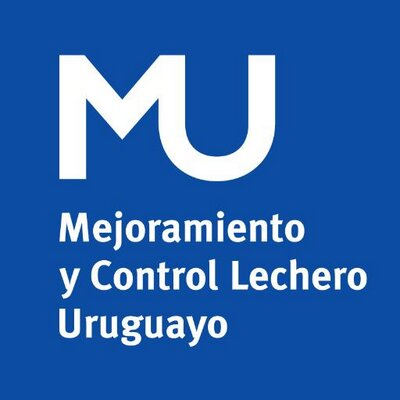 MU
Mejoramiento
y Control Lechero
Uruguayo